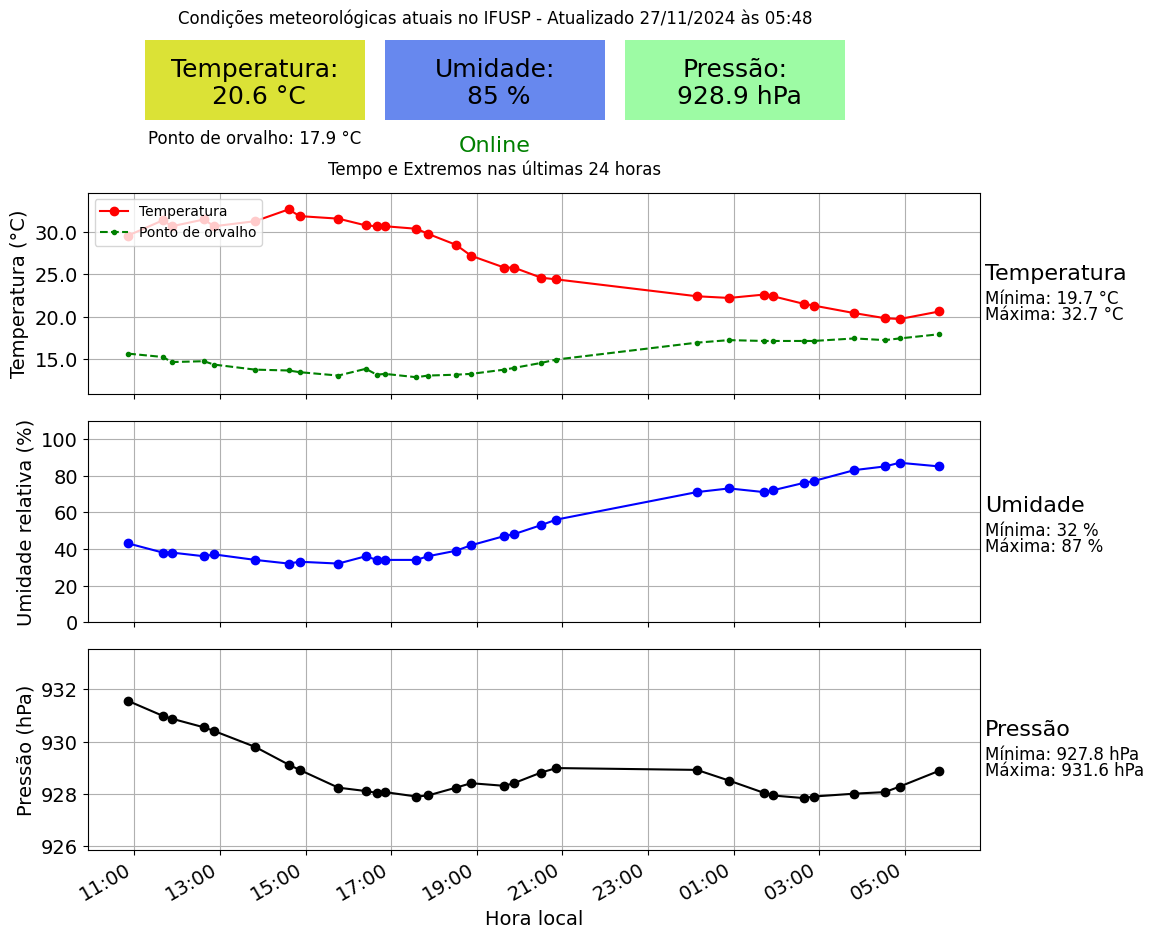 Condições meteorológicas atuais no IFUSP - Atualizado 27/11/2024 às 05:48
Temperatura:
20.6 °C
Umidade:
85 %
Pressão:
928.9 hPa
Ponto de orvalho: 17.9 °C
Online
Tempo e Extremos nas últimas 24 horas
Temperatura (°C)
30.0
25.0
20.0
15.0
Temperatura
Ponto de orvalho
Temperatura
Mínima: 19.7 °C
Máxima: 32.7 °C
Umidade relativa (%)
100
80
60
40
20
0
Umidade
Mínima: 32 %
Máxima: 87 %
Pressão (hPa)
932
930
928
926
Pressão
Mínima: 927.8 hPa
Máxima: 931.6 hPa
11:00 13:00 15:00 17:00 19:00 21:00 23:00 01:00 03:00 05:00
Hora local